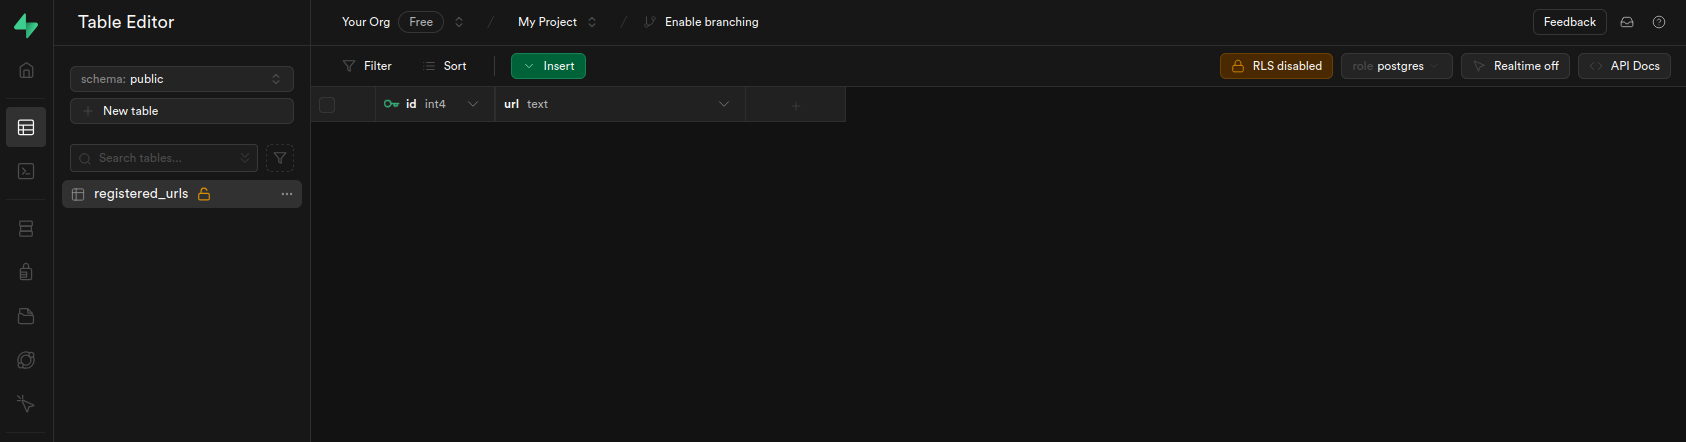 Table Editor
Your Org Free / My Project / Enable branching
Feedback
schema: public
New table
Search tables...
registered_urls
Filter Sort Insert
RLS disabled role postgres Realtime off API Docs
id int4 url text